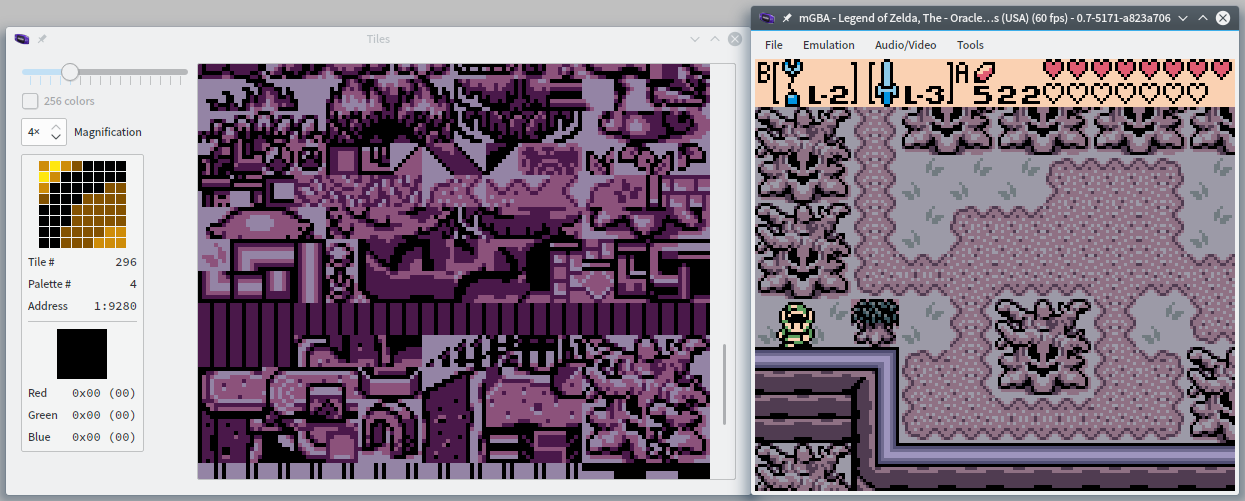 Tiles
256 colors
4× Magnification
Tile # 296
Palette # 4
Address 1:9280
Red 0x00 (00)
Green 0x00 (00)
Blue 0x00 (00)
mGBA - Legend of Zelda, The - Oracle...s (USA) (60 fps) - 0.7-5171-a823a706
File Emulation Audio/Video Tools
B[ L-2] [ L-3] A
522